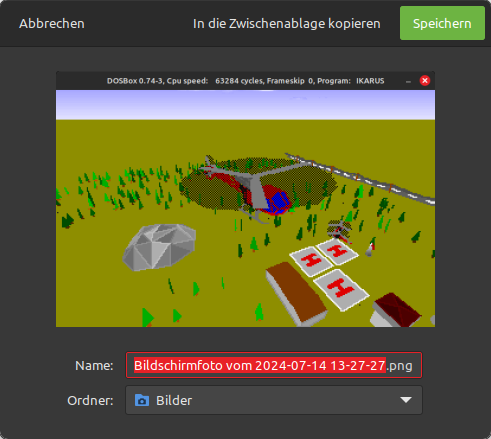 Abbrechen
In die Zwischenablage kopieren
Speichern
DOSBox 0.74-3, Cpu speed: 63284 cycles, Frameskip 0, Program: IKARUS
H
H
H
Name:
Bildschirmfoto vom 2024-07-14 13-27-27.png
Ordner:
Bilder